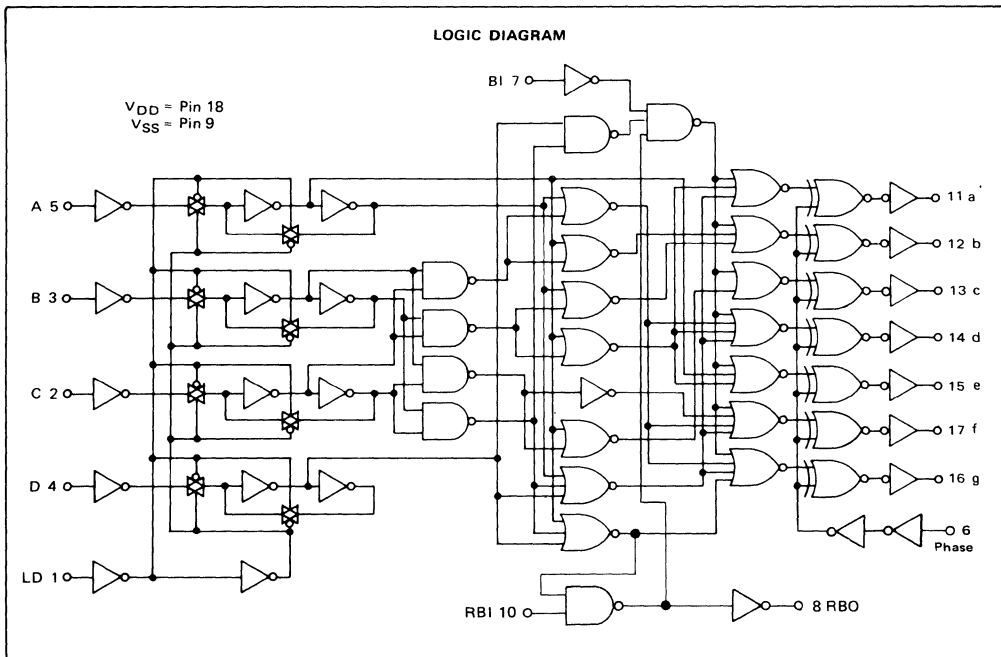 LOGIC DIAGRAM
VDD = Pin 18
VSS = Pin 9
BI 7
A 5
B 3
C 2
D 4
LD 1
RBI 10
8 RBO
11 a
12 b
13 c
14 d
15 e
17 f
16 g
6
Phase